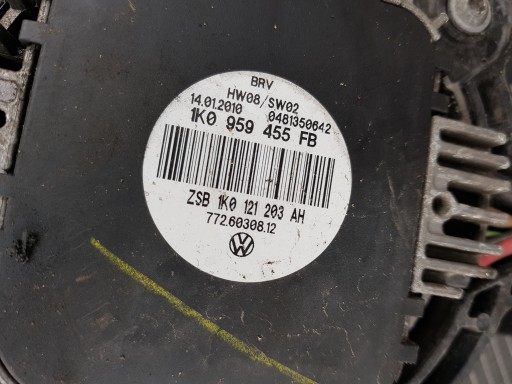 BRV
HW08/SW02
14.01.2010 0481350642
1K0 959 455 FB
ZSB 1K0 121 203 AH
772.60308.12